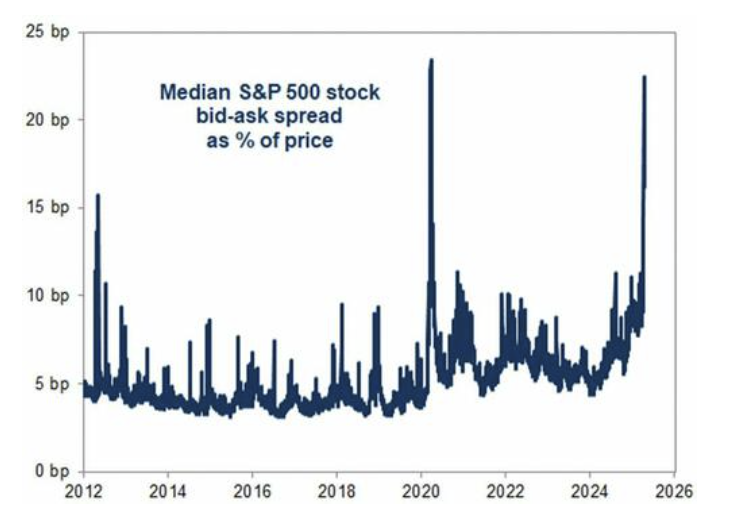 25 bp
Median S&P 500 stock
bid-ask spread
as % of price
20 bp
15 bp
10 bp
5 bp
0 bp
2012 2014 2016 2018 2020 2022 2024 2026